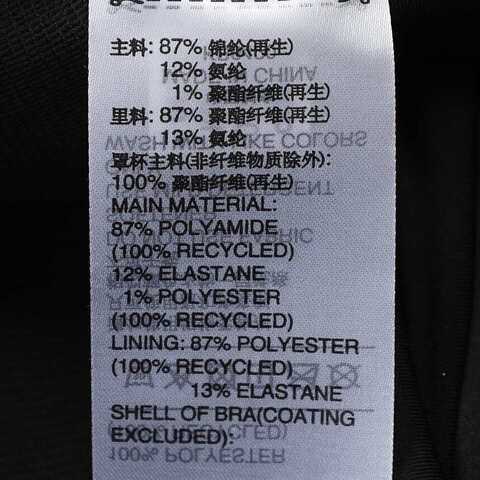 主料: 87% 锦纶(再生)
12% 氨纶
1% 聚酯纤维(再生)
里料: 87% 聚酯纤维(再生)
13% 氨纶
罩杯主料(非纤维物质除外):
100% 聚酯纤维(再生)
MAIN MATERIAL:
87% POLYAMIDE
(100% RECYCLED)
12% ELASTANE
1% POLYESTER
(100% RECYCLED)
LINING: 87% POLYESTER
(100% RECYCLED)
13% ELASTANE
SHELL OF BRA(COATING
EXCLUDED):